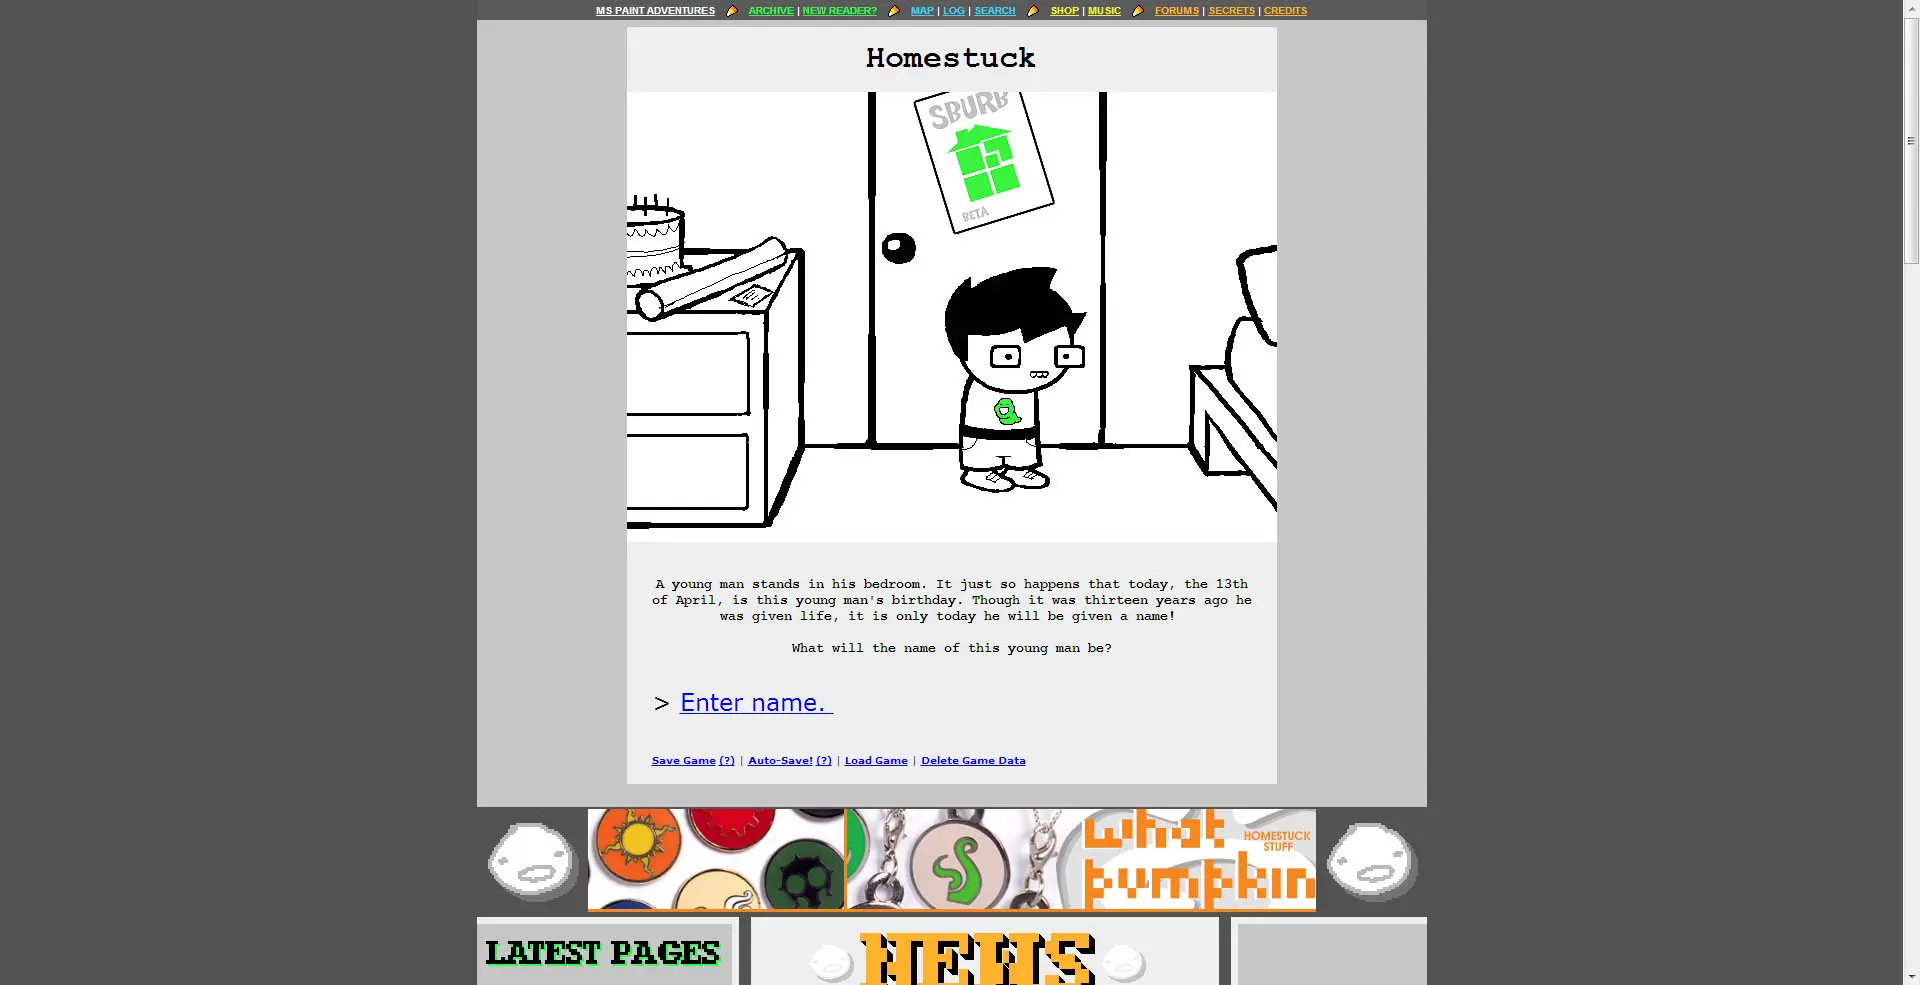 MS PAINT ADVENTURES ARCHIVE | NEW READER? MAP | LOG | SEARCH SHOP | MUSIC FORUMS | SECRETS | CREDITS
Homestuck
SBURB
BETA
A young man stands in his bedroom. It just so happens that today, the 13th
of April, is this young man's birthday. Though it was thirteen years ago he
was given life, it is only today he will be given a name!
What will the name of this young man be?
> Enter name.
Save Game (?) | Auto-Save! (?) | Load Game | Delete Game Data
what
pumpkin
HOMESTUCK
STUFF
LATEST PAGES
NEWS